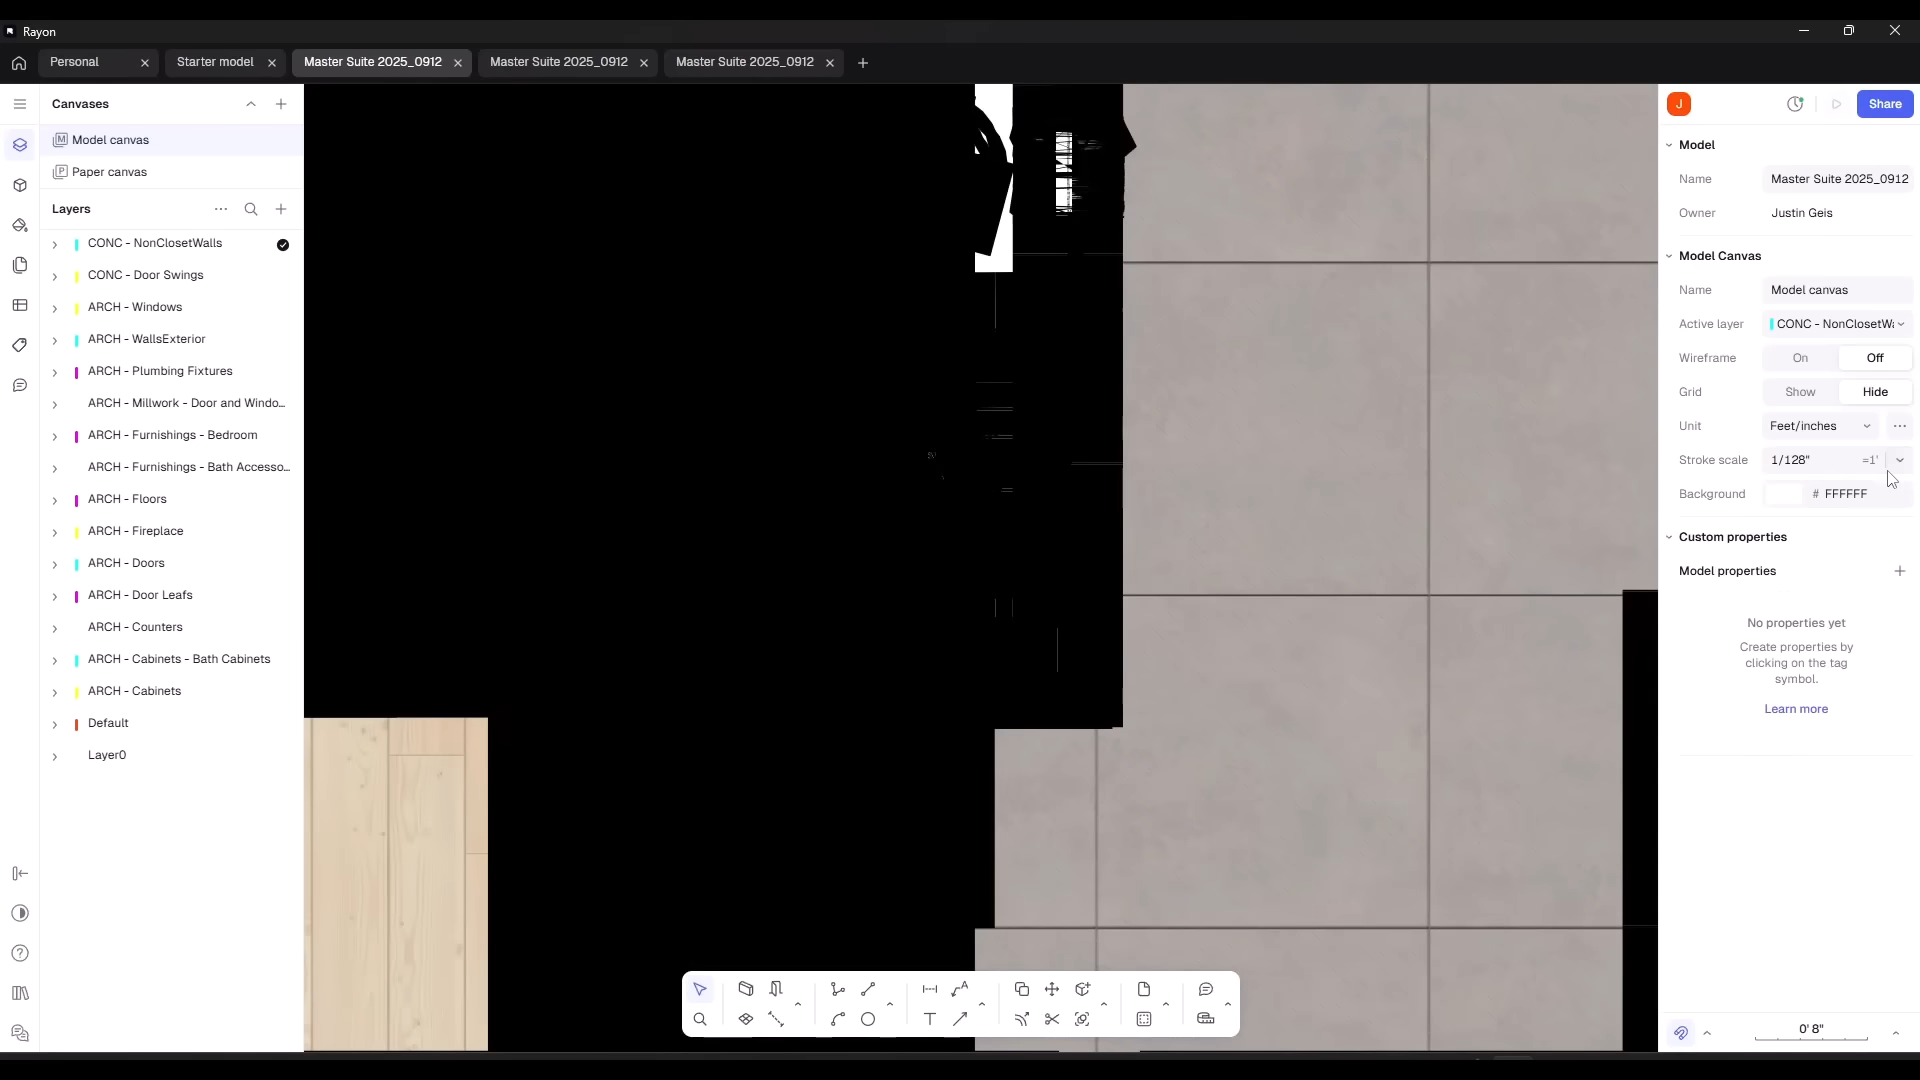 Rayon
Personal
Starter model
Master Suite 2025_0912
Master Suite 2025_0912
Master Suite 2025_0912
Canvases
Model canvas
Paper canvas
Layers
CONC - NonClosetWalls
CONC - Door Swings
ARCH - Windows
ARCH - WallsExterior
ARCH - Plumbing Fixtures
ARCH - Millwork - Door and Windo...
ARCH - Furnishings - Bedroom
ARCH - Furnishings - Bath Accesso...
ARCH - Floors
ARCH - Fireplace
ARCH - Doors
ARCH - Door Leafs
ARCH - Counters
ARCH - Cabinets - Bath Cabinets
ARCH - Cabinets
Default
Layer0
J
Share
Model
Name Master Suite 2025_0912
Owner Justin Geis
Model Canvas
Name Model canvas
Active layer CONC - NonClosetWa
Wireframe On Off
Grid Show Hide
Unit Feet/inches
Stroke scale 1/128" =1'
Background # FFFFFF
Custom properties
Model properties
No properties yet
Create properties by
clicking on the tag
symbol.
Learn more
0' 8"